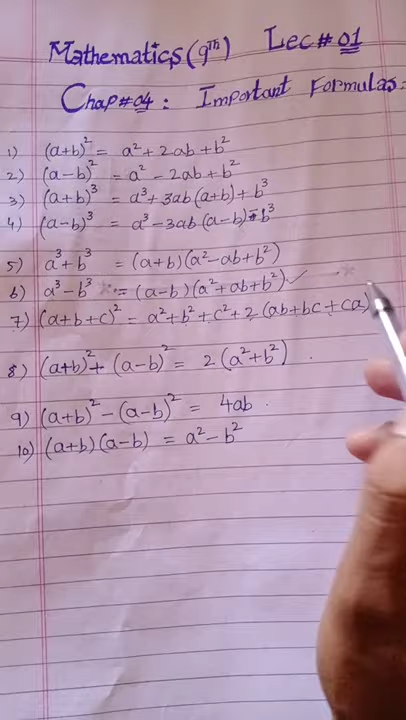 Mathematics (9th) Lec # 01
Chap # 04 : Important Formulas:
1) (a+b)² = a² + 2ab + b²
2) (a-b)² = a² - 2ab + b²
3) (a+b)³ = a³ + 3ab(a+b) + b³
4) (a-b)³ = a³ - 3ab(a-b) - b³
5) a³ + b³ = (a+b)(a² - ab + b²)
6) a³ - b³ = (a-b)(a² + ab + b²) ✓
7) (a+b+c)² = a² + b² + c² + 2(ab+bc+ca)
8) (a+b)² + (a-b)² = 2(a² + b²) .
9) (a+b)² - (a-b)² = 4ab .
10) (a+b)(a-b) = a² - b²